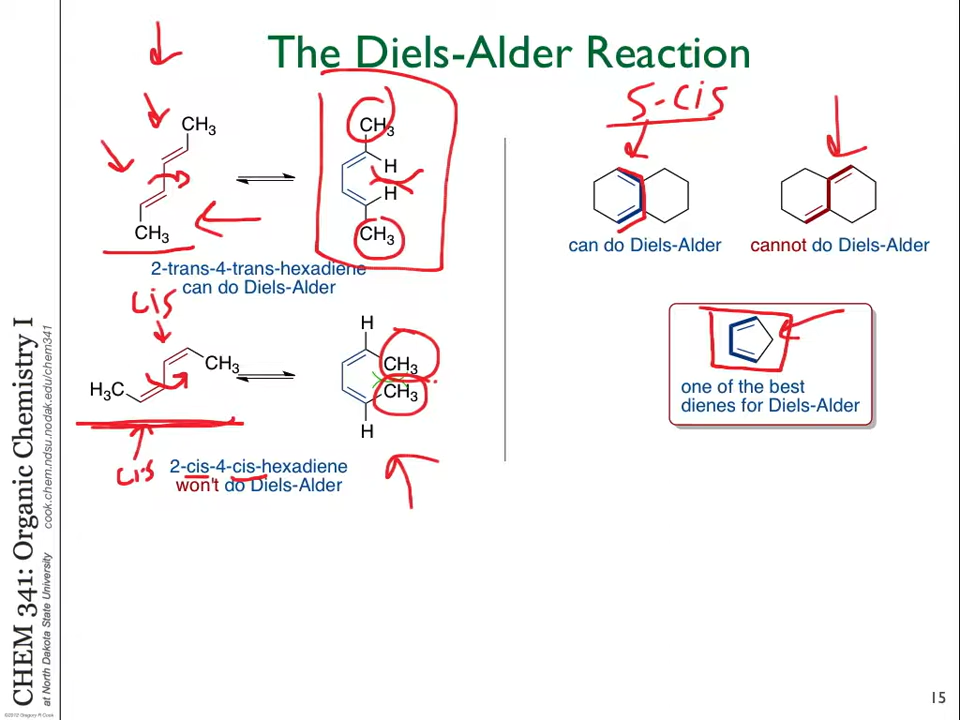 The Diels-Alder Reaction
CH3
CH3
2-trans-4-trans-hexadiene
can do Diels-Alder
CH3
H
H
CH3
cis
CH3
H3C
cis
2-cis-4-cis-hexadiene
won't do Diels-Alder
H
CH3
CH3
H
S-cis
can do Diels-Alder
cannot do Diels-Alder
one of the best
dienes for Diels-Alder
CHEM 341: Organic Chemistry I
at North Dakota State University
cook.chem.ndsu.nodak.edu/chem341
©2012 Gregory R Cook
15